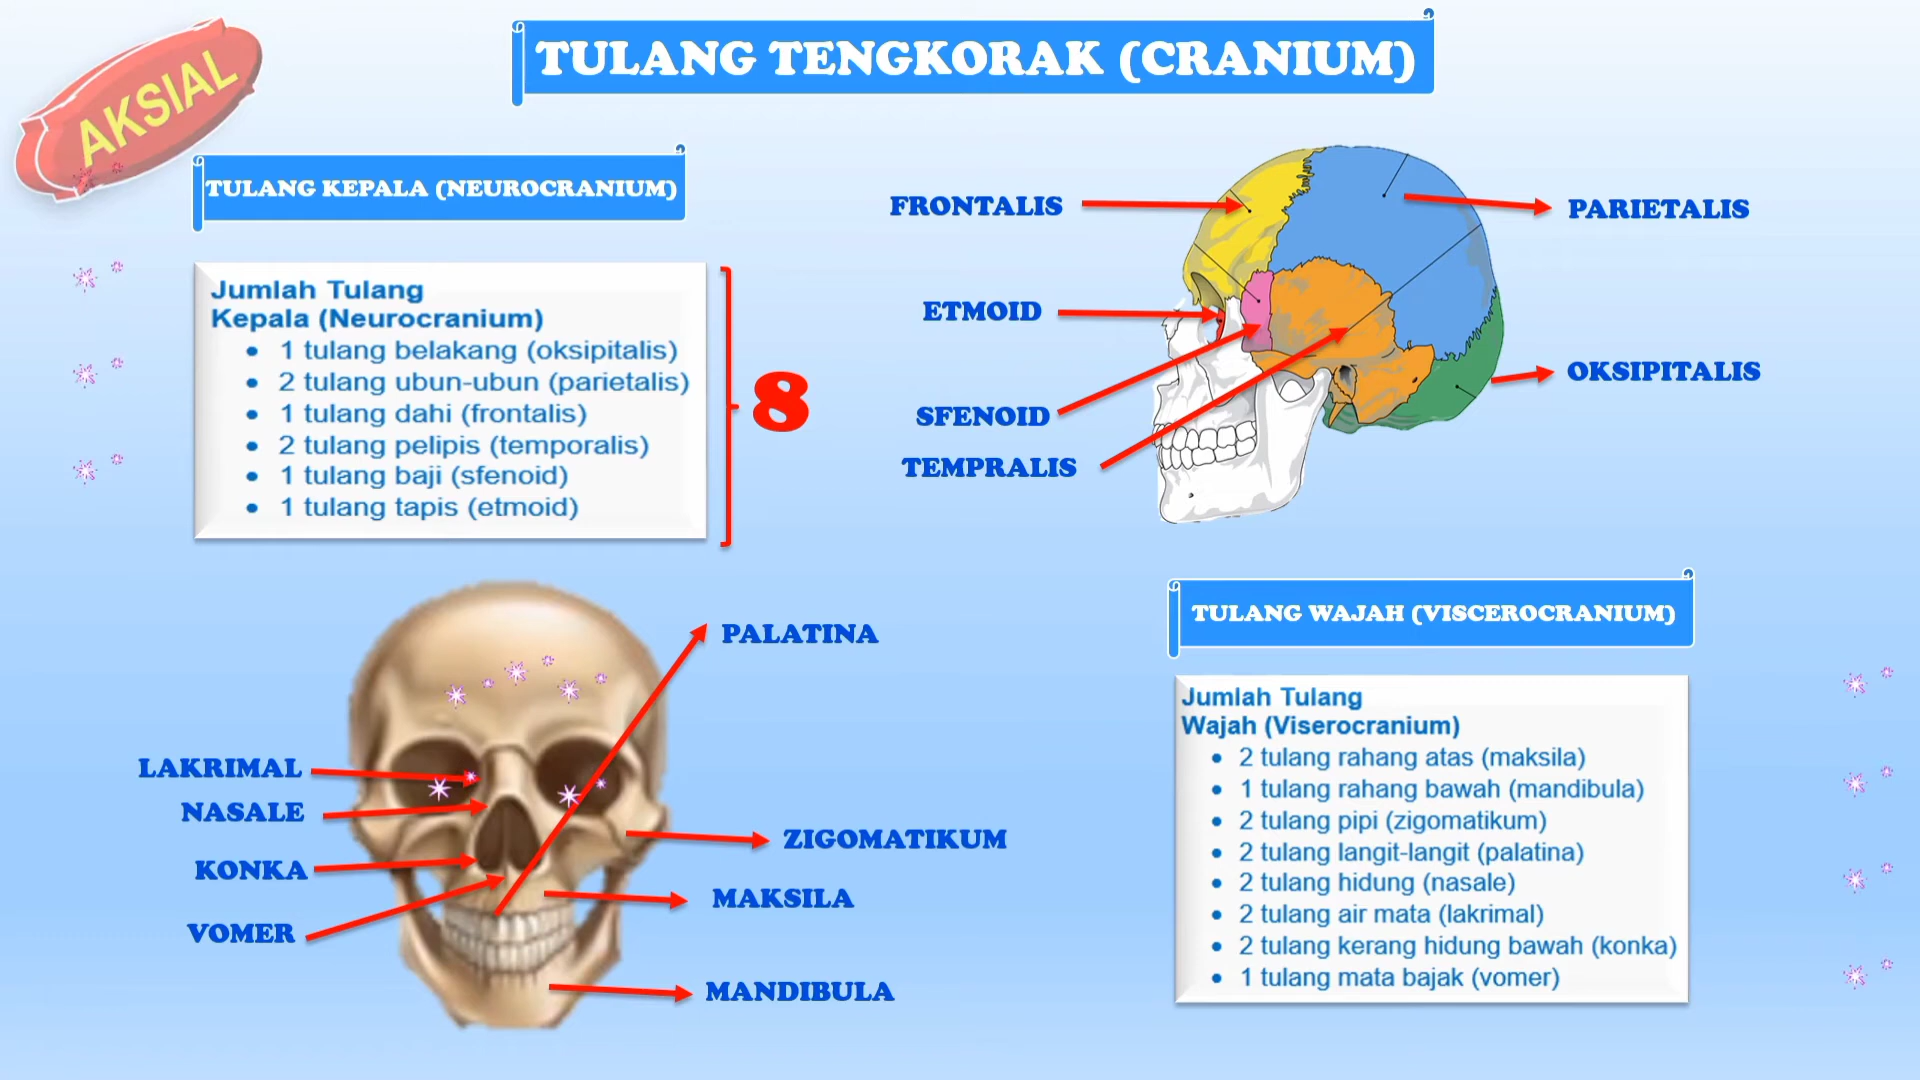 TULANG TENGKORAK (CRANIUM)
AKSIAL
TULANG KEPALA (NEUROCRANIUM)
Jumlah Tulang
Kepala (Neurocranium)
• 1 tulang belakang (oksipitalis)
• 2 tulang ubun-ubun (parietalis)
• 1 tulang dahi (frontalis)
• 2 tulang pelipis (temporalis)
• 1 tulang baji (sfenoid)
• 1 tulang tapis (etmoid)
8
FRONTALIS
PARIETALIS
ETMOID
OKSIPITALIS
SFENOID
TEMPRALIS
PALATINA
LAKRIMAL
NASALE
ZIGOMATIKUM
KONKA
MAKSILA
VOMER
MANDIBULA
TULANG WAJAH (VISCEROCRANIUM)
Jumlah Tulang
Wajah (Viserocranium)
• 2 tulang rahang atas (maksila)
• 1 tulang rahang bawah (mandibula)
• 2 tulang pipi (zigomatikum)
• 2 tulang langit-langit (palatina)
• 2 tulang hidung (nasale)
• 2 tulang air mata (lakrimal)
• 2 tulang kerang hidung bawah (konka)
• 1 tulang mata bajak (vomer)